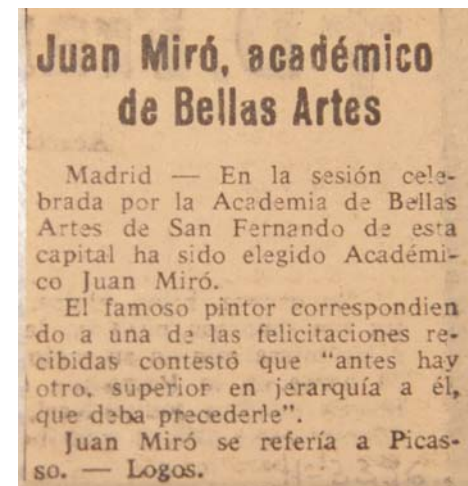 Juan Miró, académico
de Bellas Artes
Madrid — En la sesión cele-
brada por la Academia de Bellas
Artes de San Fernando de esta
capital ha sido elegido Académi-
co Juan Miró.
El famoso pintor correspondien
do a una de las felicitaciones re-
cibidas contestó que "antes hay
otro, superior en jerarquía a él,
que deba precederle".
Juan Miró se refería a Picas-
so. — Logos.